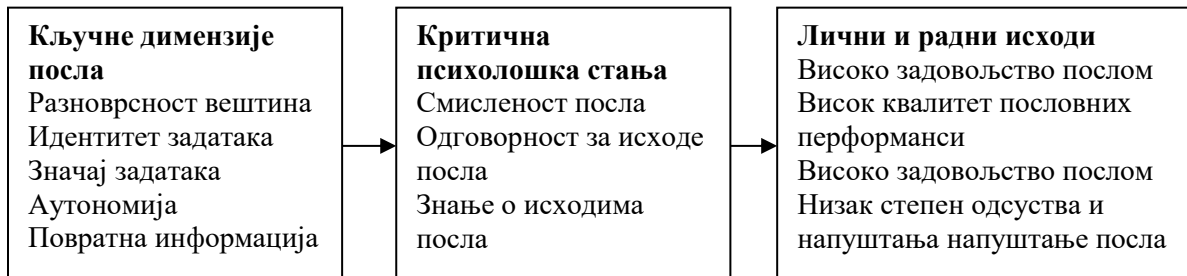 Кључне димензије
посла
Разноврсност вештина
Идентитет задатака
Значај задатака
Аутономија
Повратна информација
Критична
психолошка стања
Смисленост посла
Одговорност за исходе
посла
Знање о исходима
посла
Лични и радни исходи
Високо задовољство послом
Висок квалитет пословних
перформанси
Високо задовољство послом
Низак степен одсуства и
напуштања напуштање посла